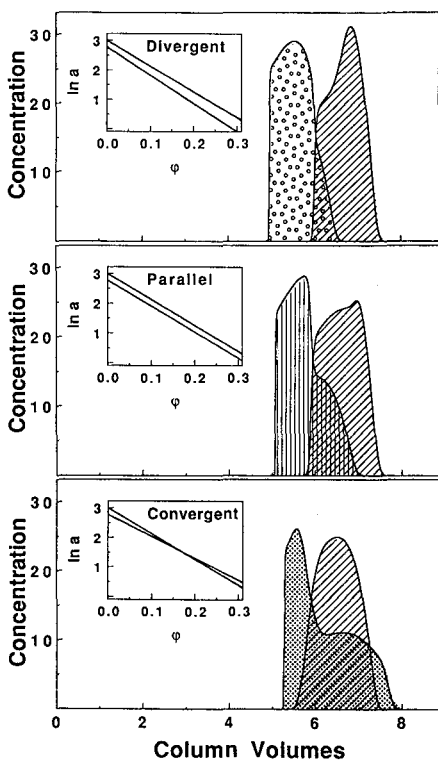 Concentration
30
20
10
Divergent
ln a
3
2
1
0.0 0.1 0.2 0.3
φ
Concentration
30
20
10
Parallel
ln a
3
2
1
0.0 0.1 0.2 0.3
φ
Concentration
30
20
10
Convergent
ln a
3
2
1
0.0 0.1 0.2 0.3
φ
0 2 4 6 8
Column Volumes